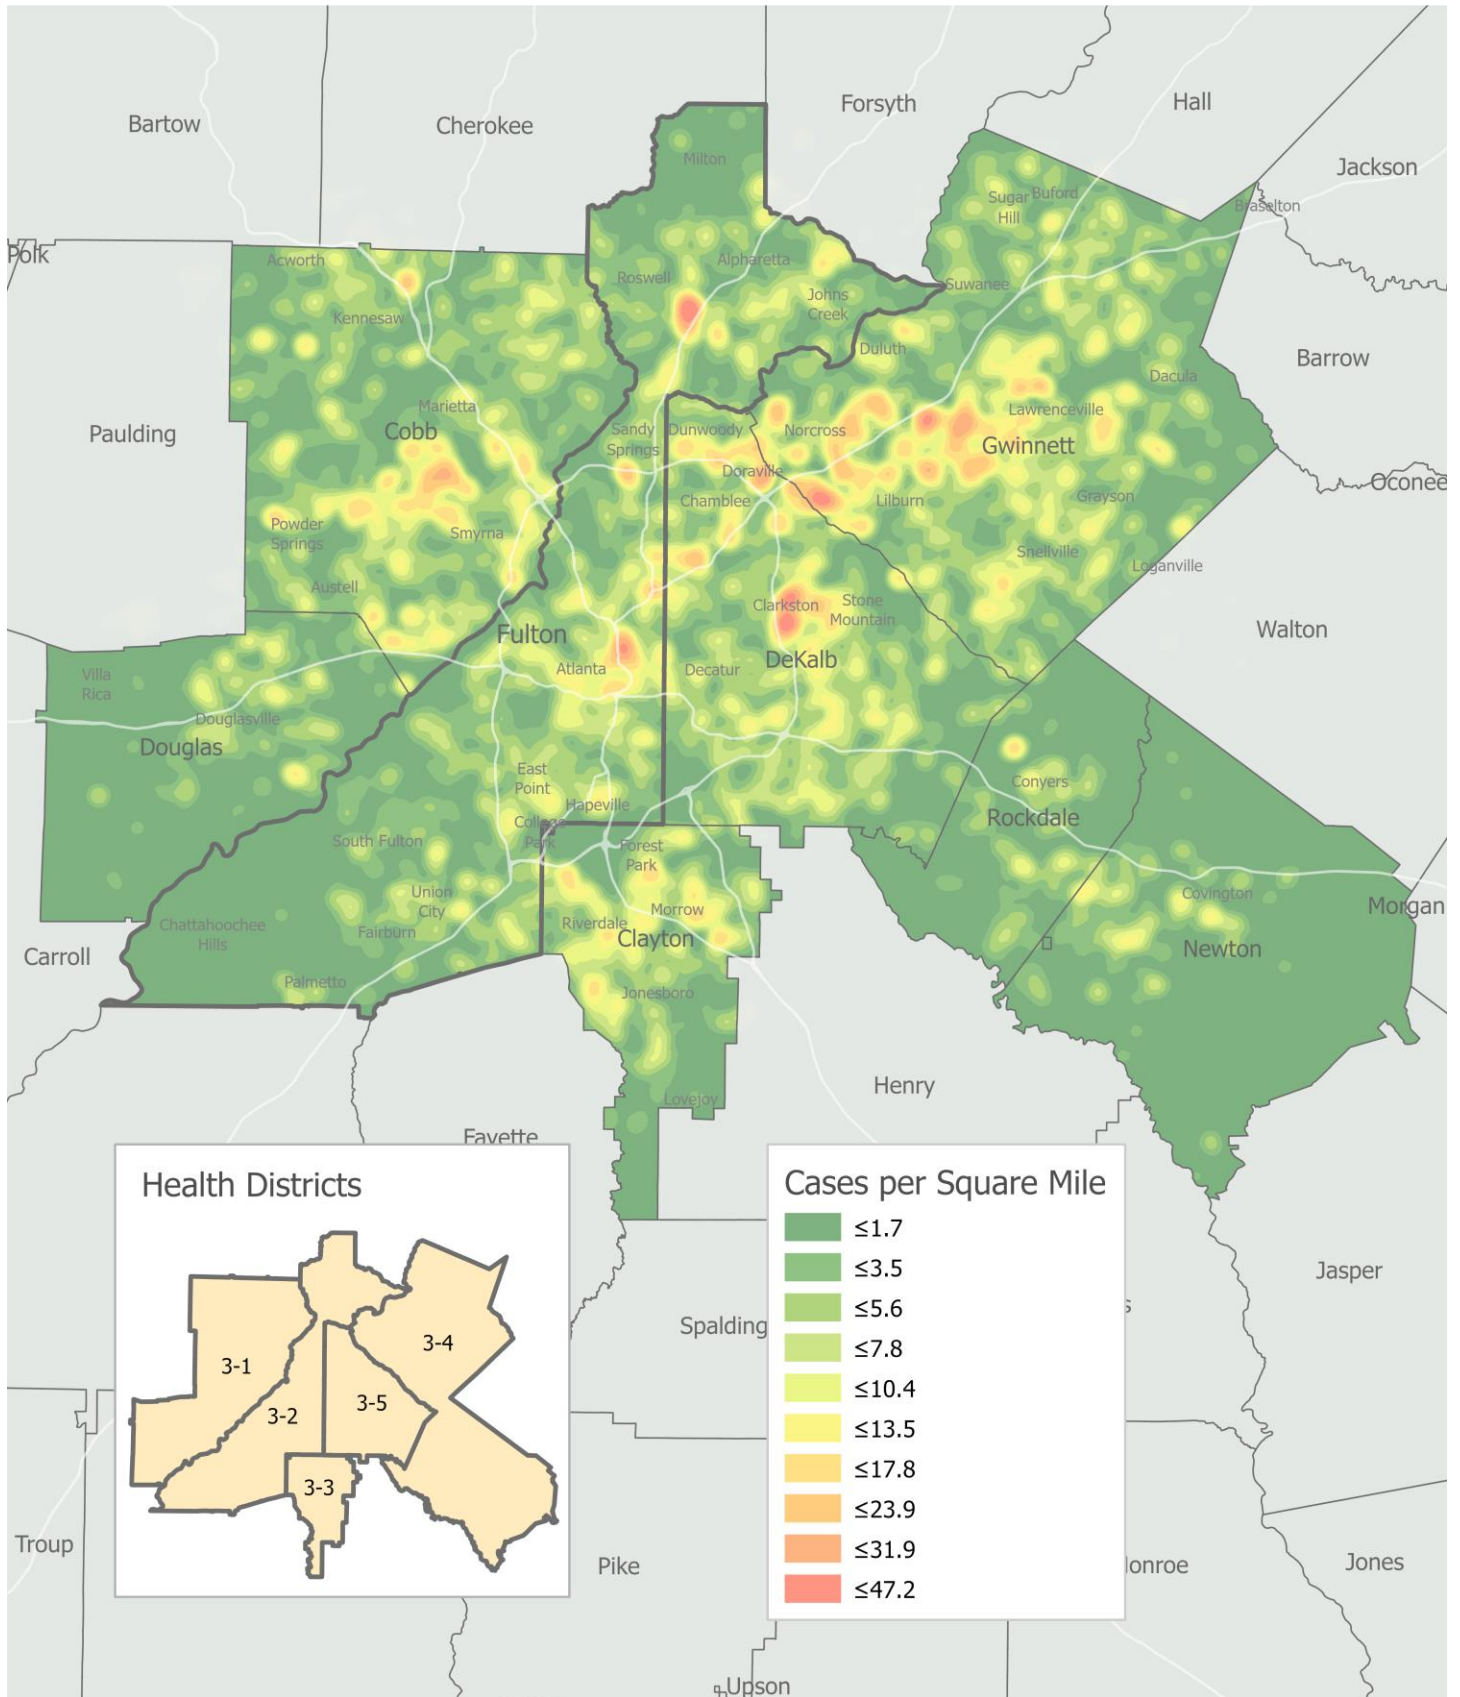 Bartow
Cherokee
Forsyth
Hall
Jackson
Milton
Sugar
Hill
Buford
Braselton
Polk
Acworth
Roswell
Alpharetta
Johns
Creek
Suwanee
Kennesaw
Duluth
Barrow
Dacula
Paulding
Marietta
Cobb
Sandy
Springs
Dunwoody
Norcross
Lawrenceville
Gwinnett
Doraville
Chamblee
Lilburn
Grayson
Oconee
Powder
Springs
Smyrna
Snellville
Loganville
Austell
Clarkston
Stone
Mountain
Fulton
Walton
Atlanta
Decatur
DeKalb
Villa
Rica
Douglasville
Douglas
East
Point
Hapeville
Conyers
Rockdale
College
Park
South Fulton
Forest
Park
Union
City
Covington
Morgan
Chattahoochee
Hills
Fairburn
Riverdale
Morrow
Clayton
Newton
Carroll
Palmetto
Jonesboro
Henry
Lovejoy
Fayette
Health Districts
3-1
3-2
3-3
3-4
3-5
Cases per Square Mile
≤1.7
≤3.5
≤5.6
≤7.8
≤10.4
≤13.5
≤17.8
≤23.9
≤31.9
≤47.2
Jasper
Spalding
s
Troup
Pike
onroe
Jones
Upson